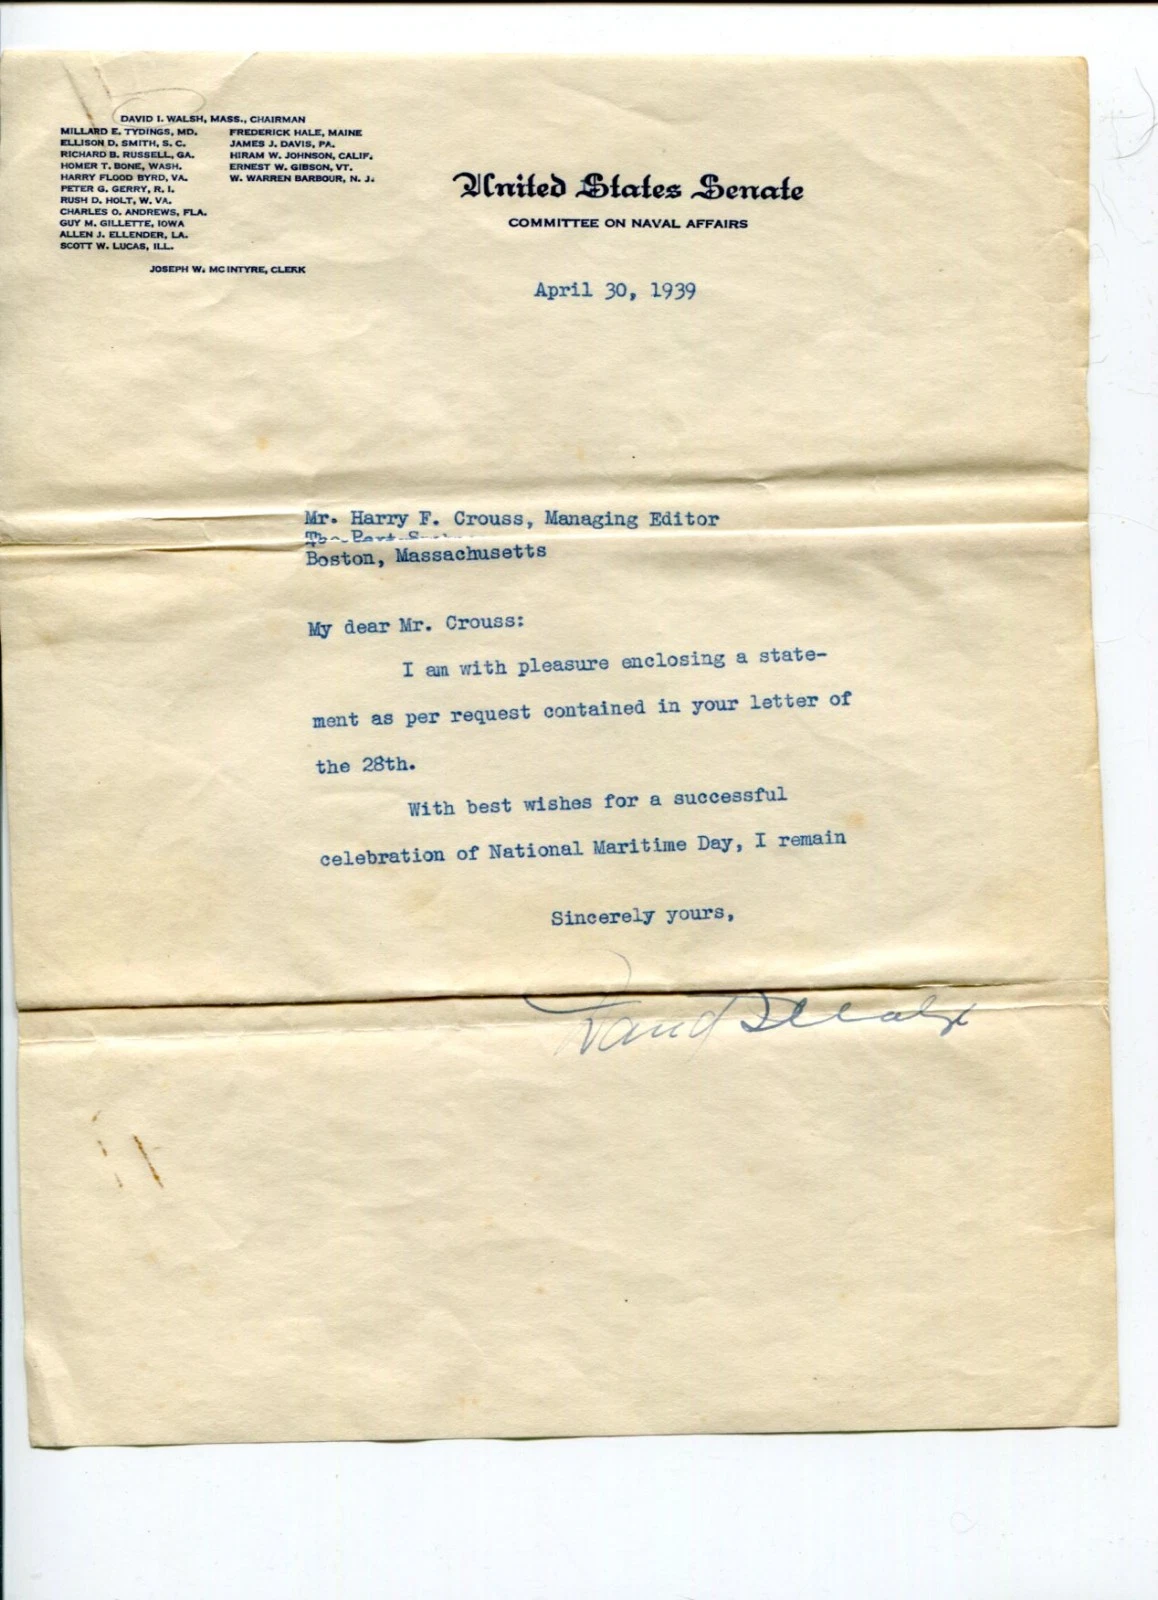 DAVID I. WALSH, MASS., CHAIRMAN
MILLARD E. TYDINGS, MD.
ELLISON D. SMITH, S. C.
RICHARD B. RUSSELL, GA.
HOMER T. BONE, WASH.
HARRY FLOOD BYRD, VA.
PETER G. GERRY, R. I.
RUSH D. HOLT, W. VA.
CHARLES O. ANDREWS, FLA.
GUY M. GILLETTE, IOWA
ALLEN J. ELLENDER, LA.
SCOTT W. LUCAS, ILL.
FREDERICK HALE, MAINE
JAMES J. DAVIS, PA.
HIRAM W. JOHNSON, CALIF.
ERNEST W. GIBSON, VT.
W. WARREN BARBOUR, N. J.
JOSEPH W. MC INTYRE, CLERK
United States Senate
COMMITTEE ON NAVAL AFFAIRS
April 30, 1939
Mr. Harry F. Crouss, Managing Editor
The
Boston, Massachusetts
My dear Mr. Crouss:
I am with pleasure enclosing a state-
ment as per request contained in your letter of
the 28th.
With best wishes for a successful
celebration of National Maritime Day, I remain
Sincerely yours,
David I Walsh